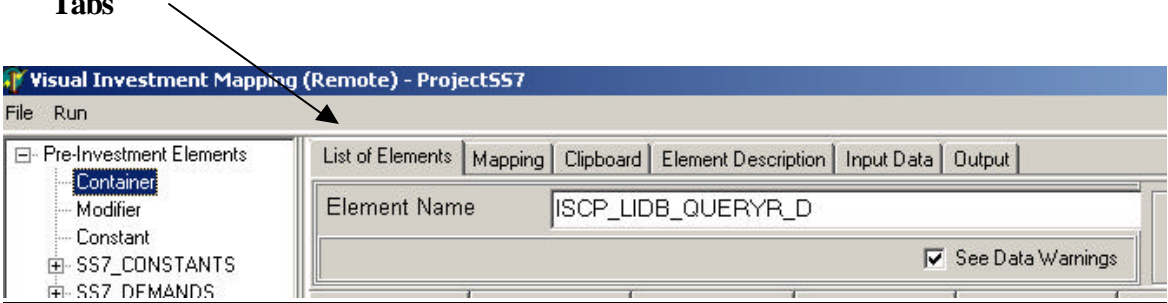 Tabs
Visual Investment Mapping (Remote) - ProjectSS7
File Run
Pre-Investment Elements
Container
Modifier
Constant
SS7_CONSTANTS
SS7_DEMANDS
List of Elements Mapping Clipboard Element Description Input Data Output
Element Name ISCP_LIDB_QUERYR_D
See Data Warnings